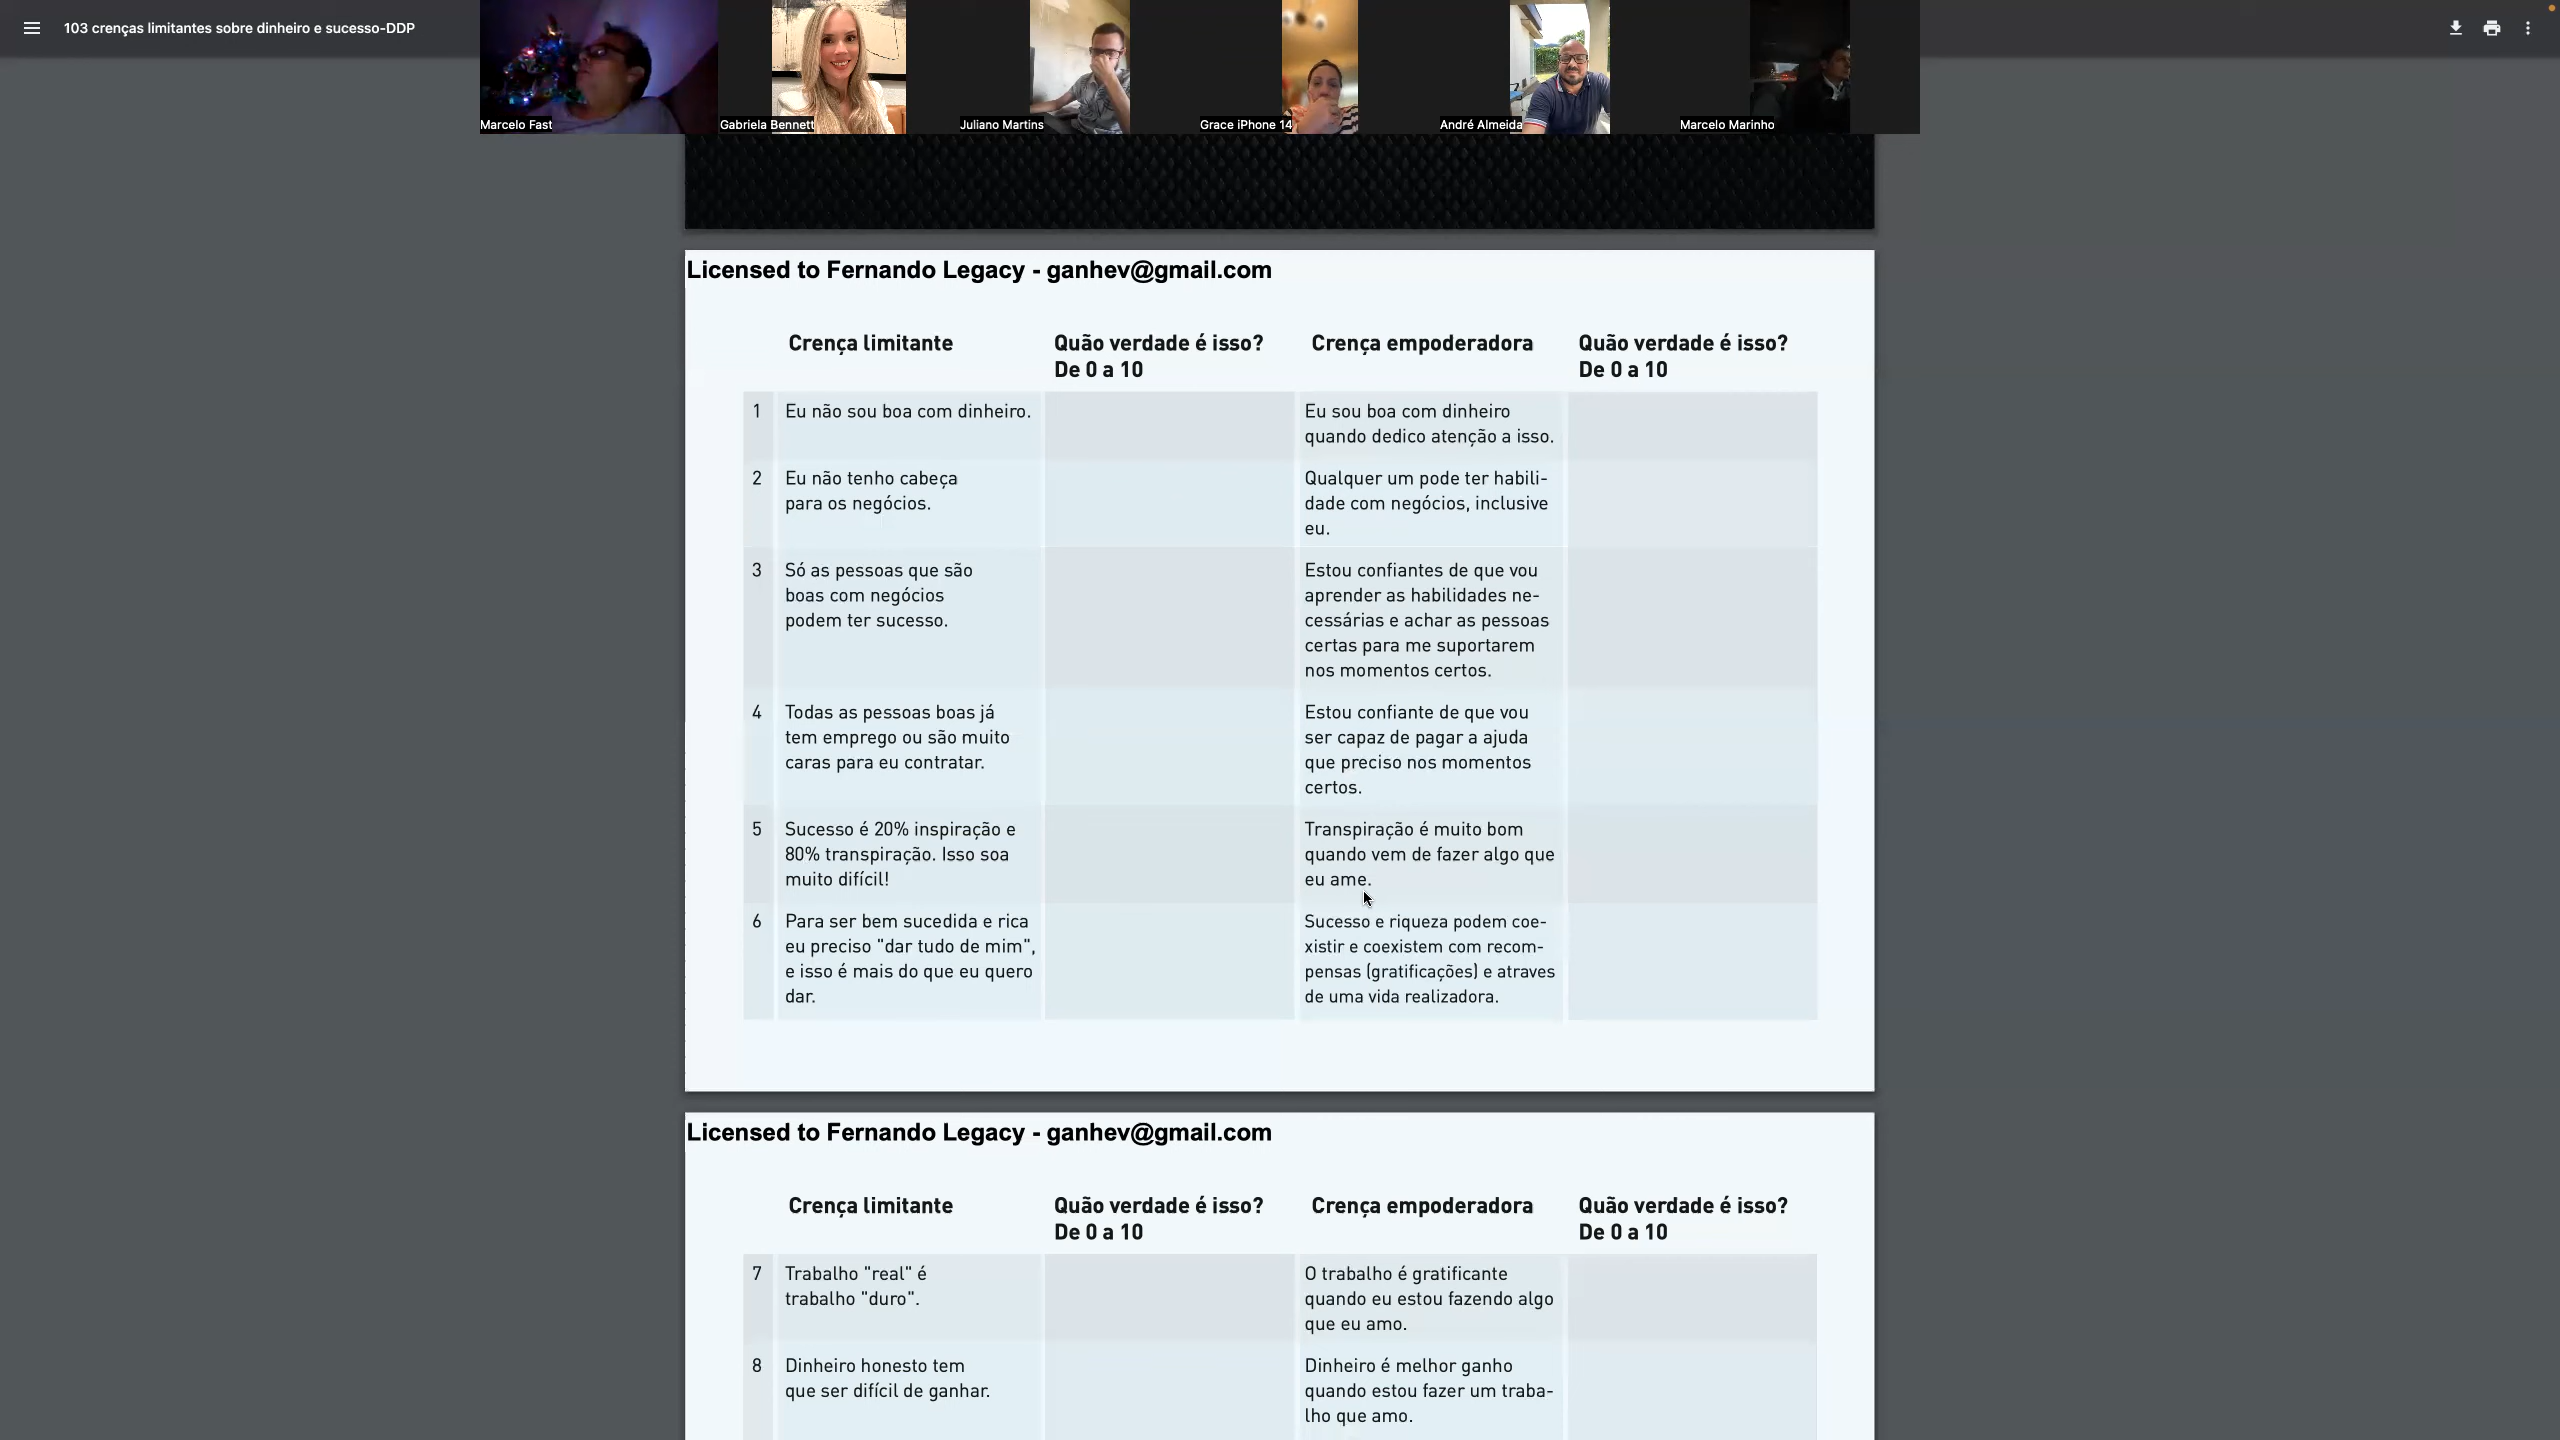 103 crenças limitantes sobre dinheiro e sucesso-DDP
Marcelo Fast
Gabriela Bennett
Juliano Martins
Grace iPhone 14
André Almeida
Marcelo Marinho
Licensed to Fernando Legacy - ganhev@gmail.com
Crença limitante
Quão verdade é isso?
De 0 a 10
Crença empoderadora
Quão verdade é isso?
De 0 a 10
1
Eu não sou boa com dinheiro.
Eu sou boa com dinheiro
quando dedico atenção a isso.
2
Eu não tenho cabeça
para os negócios.
Qualquer um pode ter habili-
dade com negócios, inclusive
eu.
3
Só as pessoas que são
boas com negócios
podem ter sucesso.
Estou confiantes de que vou
aprender as habilidades ne-
cessárias e achar as pessoas
certas para me suportarem
nos momentos certos.
4
Todas as pessoas boas já
tem emprego ou são muito
caras para eu contratar.
Estou confiante de que vou
ser capaz de pagar a ajuda
que preciso nos momentos
certos.
5
Sucesso é 20% inspiração e
80% transpiração. Isso soa
muito difícil!
Transpiração é muito bom
quando vem de fazer algo que
eu ame.
6
Para ser bem sucedida e rica
eu preciso "dar tudo de mim",
e isso é mais do que eu quero
dar.
Sucesso e riqueza podem coe-
xistir e coexistem com recom-
pensas (gratificações) e atraves
de uma vida realizadora.
Licensed to Fernando Legacy - ganhev@gmail.com
Crença limitante
Quão verdade é isso?
De 0 a 10
Crença empoderadora
Quão verdade é isso?
De 0 a 10
7
Trabalho "real" é
trabalho "duro".
O trabalho é gratificante
quando eu estou fazendo algo
que eu amo.
8
Dinheiro honesto tem
que ser difícil de ganhar.
Dinheiro é melhor ganho
quando estou fazer um traba-
lho que amo.